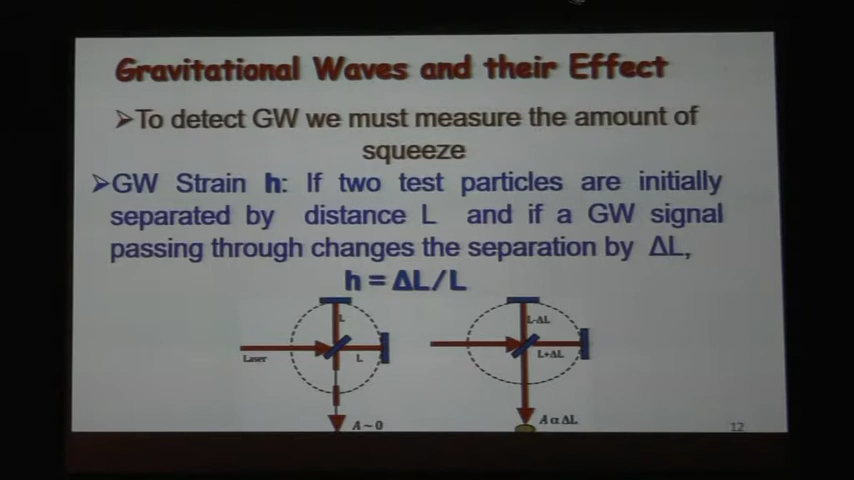 Gravitational Waves and their Effect
➢To detect GW we must measure the amount of
squeeze
➢GW Strain h: If two test particles are initially
separated by distance L and if a GW signal
passing through changes the separation by ΔL,
h = ΔL/L
L
L-ΔL
Laser
L
L+ΔL
A ~ 0
A α ΔL
12